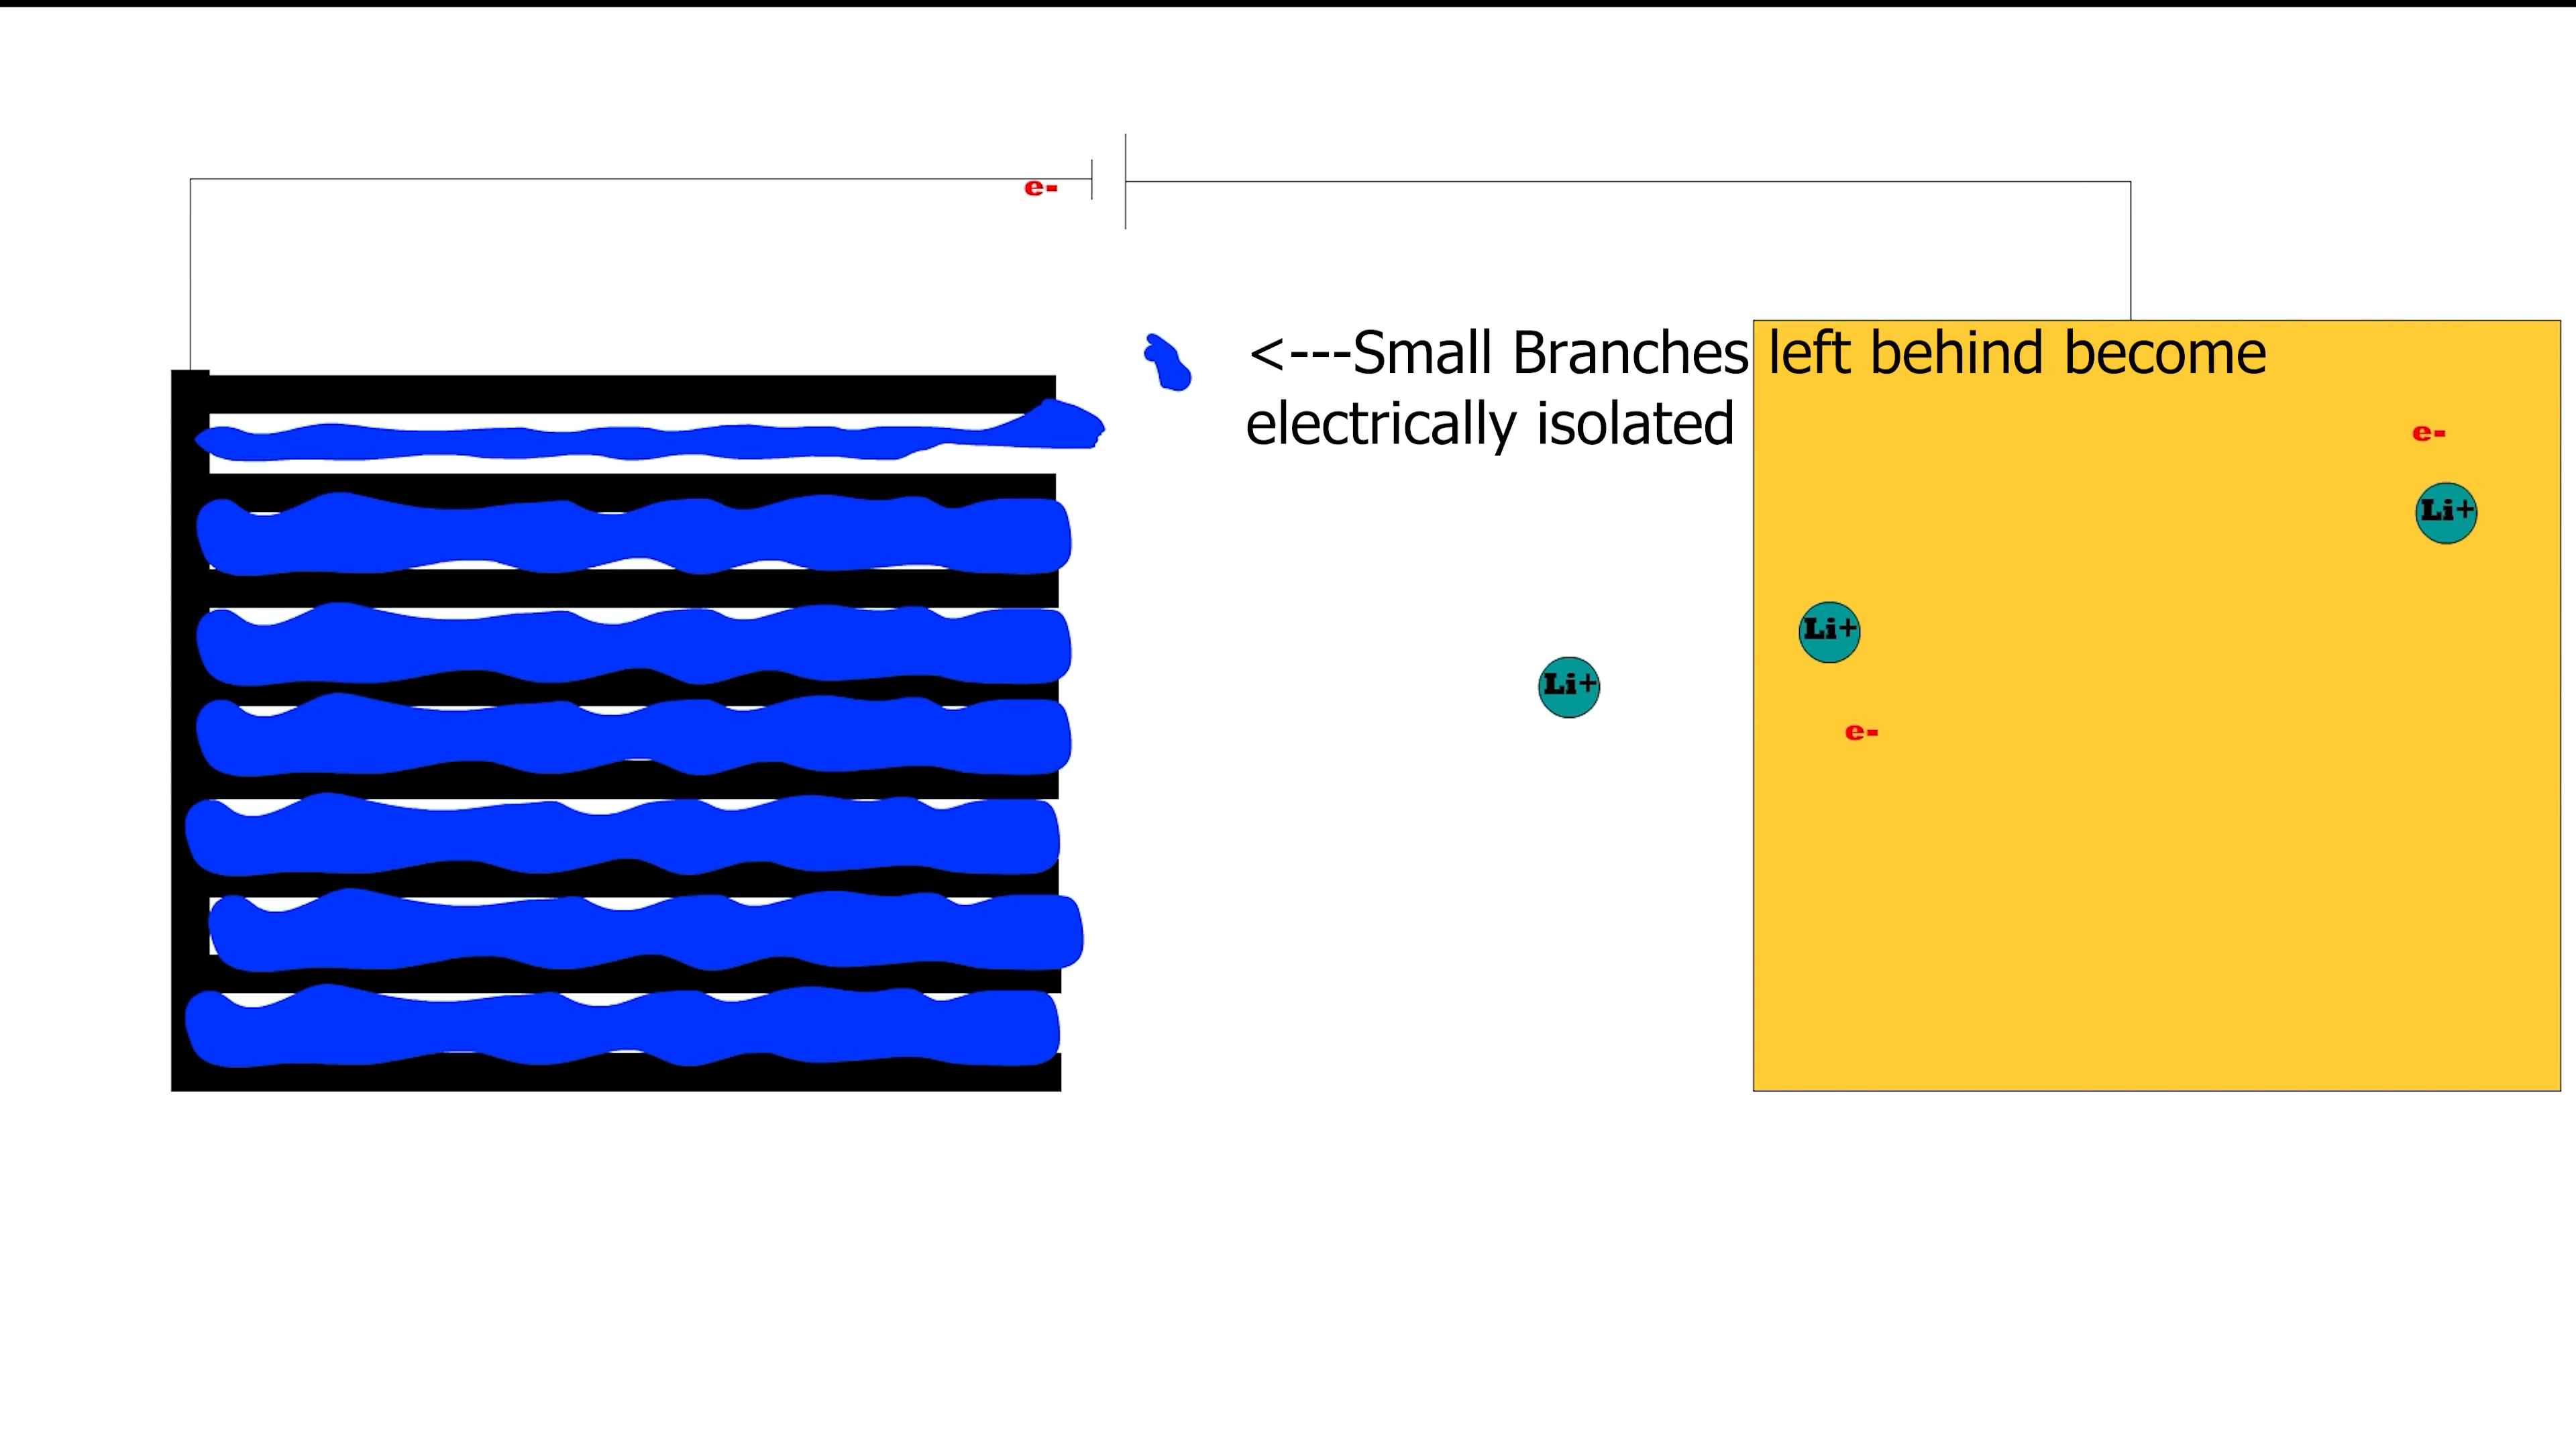 e-
<---Small Branches left behind become
electrically isolated
e-
Li+
Li+
Li+
e-